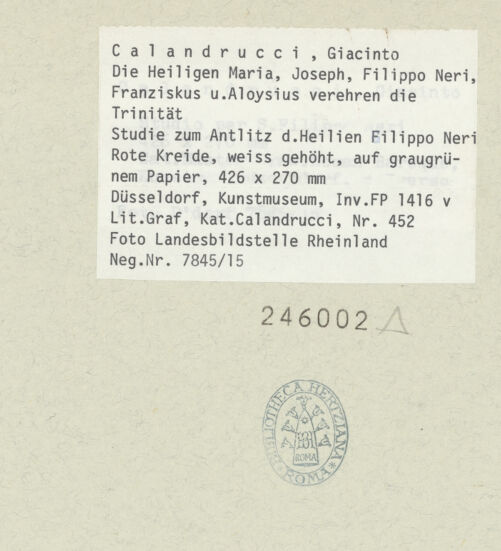 C a l a n d r u c c i , Giacinto
Die Heiligen Maria, Joseph, Filippo Neri,
Franziskus u.Aloysius verehren die
Trinität
Studie zum Antlitz d.Heilien Filippo Neri
Rote Kreide, weiss gehöht, auf graugrü-
nem Papier, 426 x 270 mm
Düsseldorf, Kunstmuseum, Inv.FP 1416 v
Lit.Graf, Kat.Calandrucci, Nr. 452
Foto Landesbildstelle Rheinland
Neg.Nr. 7845/15
246002
BIBLIOTHECA HERTZIANA
ROMA
ROMA